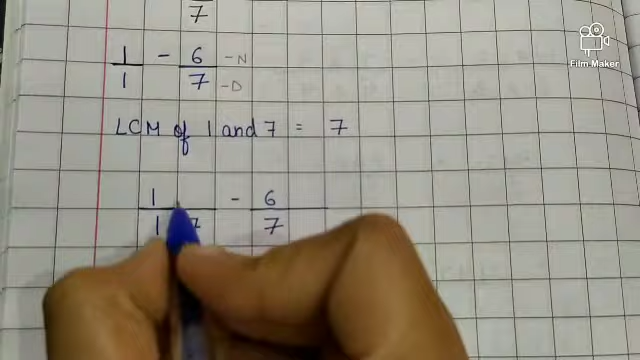 7
1 - 6 - N
1 7 - D
LCM of 1 and 7 = 7
1 - 6
1 7 7
Film Maker